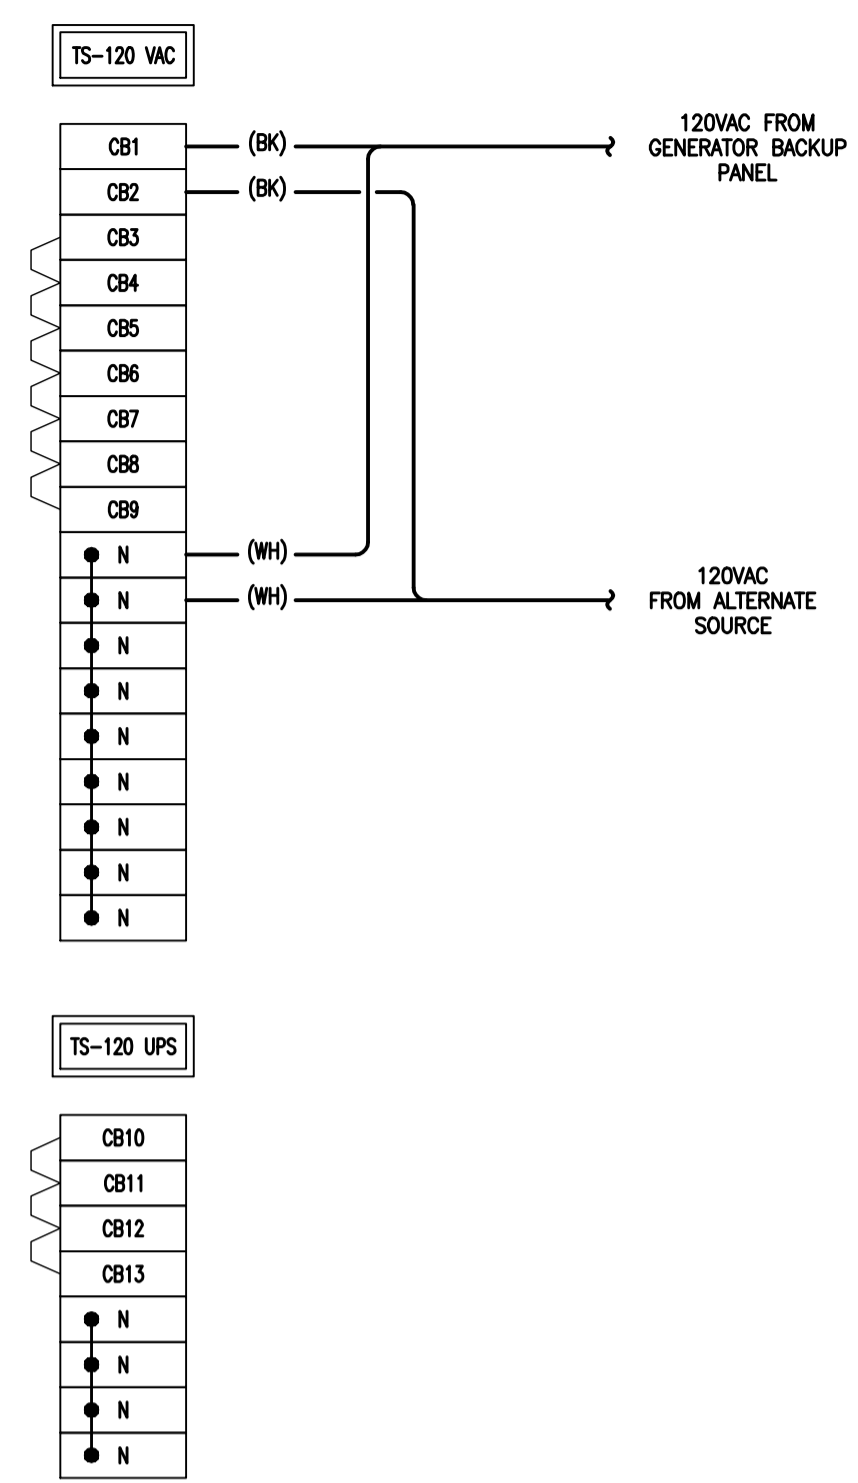 TS-120 VAC
CB1 (BK)
120VAC FROM
GENERATOR BACKUP
PANEL
CB2 (BK)
CB3
CB4
CB5
CB6
CB7
CB8
CB9
N (WH)
N (WH)
120VAC
FROM ALTERNATE
SOURCE
N
N
N
N
N
N
N
TS-120 UPS
CB10
CB11
CB12
CB13
N
N
N
N